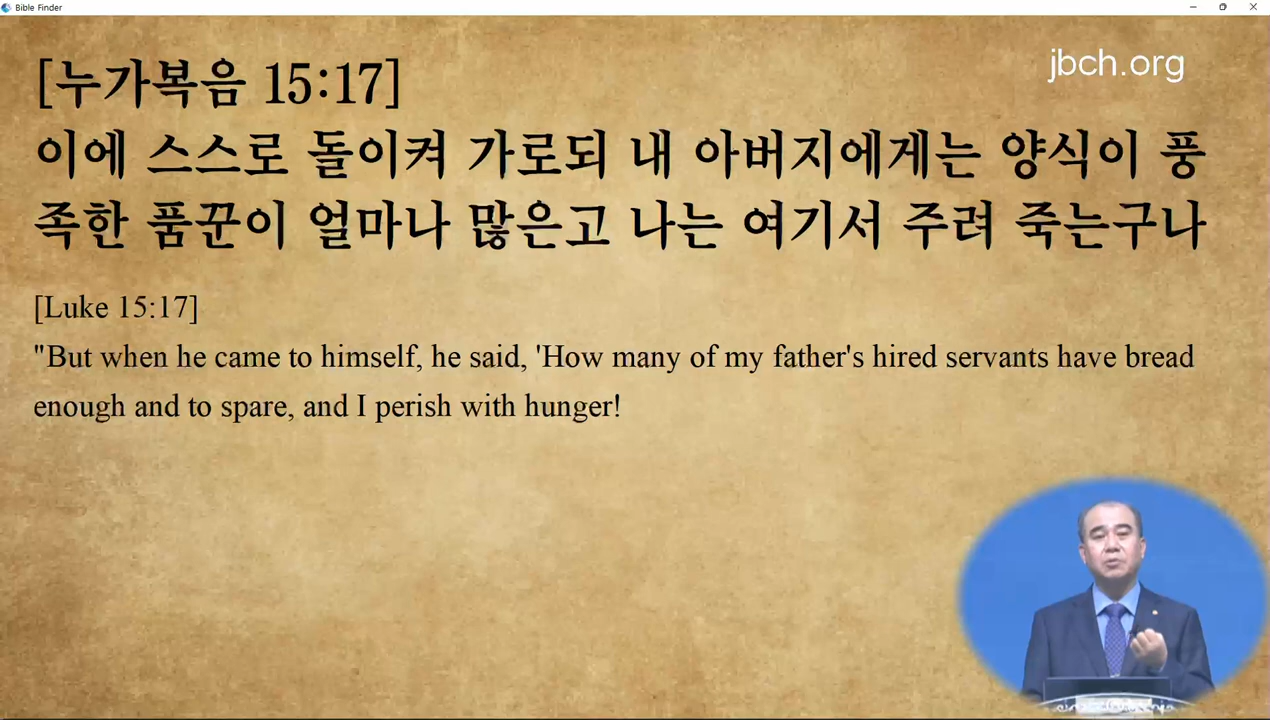 Bible Finder
jbch.org
[누가복음 15:17]
이에 스스로 돌이켜 가로되 내 아버지에게는 양식이 풍
족한 품꾼이 얼마나 많은고 나는 여기서 주려 죽는구나
[Luke 15:17]
"But when he came to himself, he said, 'How many of my father's hired servants have bread
enough and to spare, and I perish with hunger!